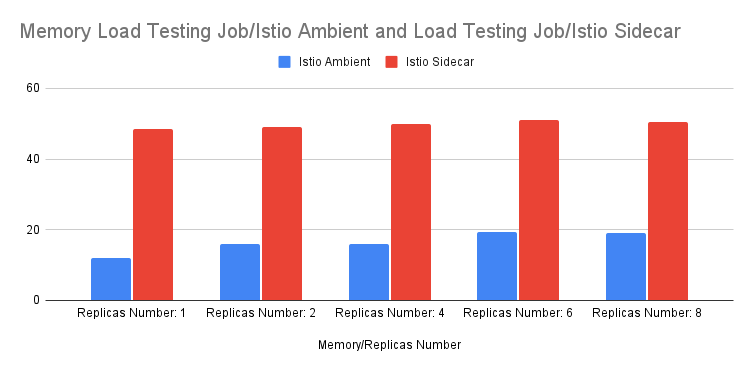 Memory Load Testing Job/Istio Ambient and Load Testing Job/Istio Sidecar
Istio Ambient Istio Sidecar
60
40
20
0
Replicas Number: 1 Replicas Number: 2 Replicas Number: 4 Replicas Number: 6 Replicas Number: 8
Memory/Replicas Number